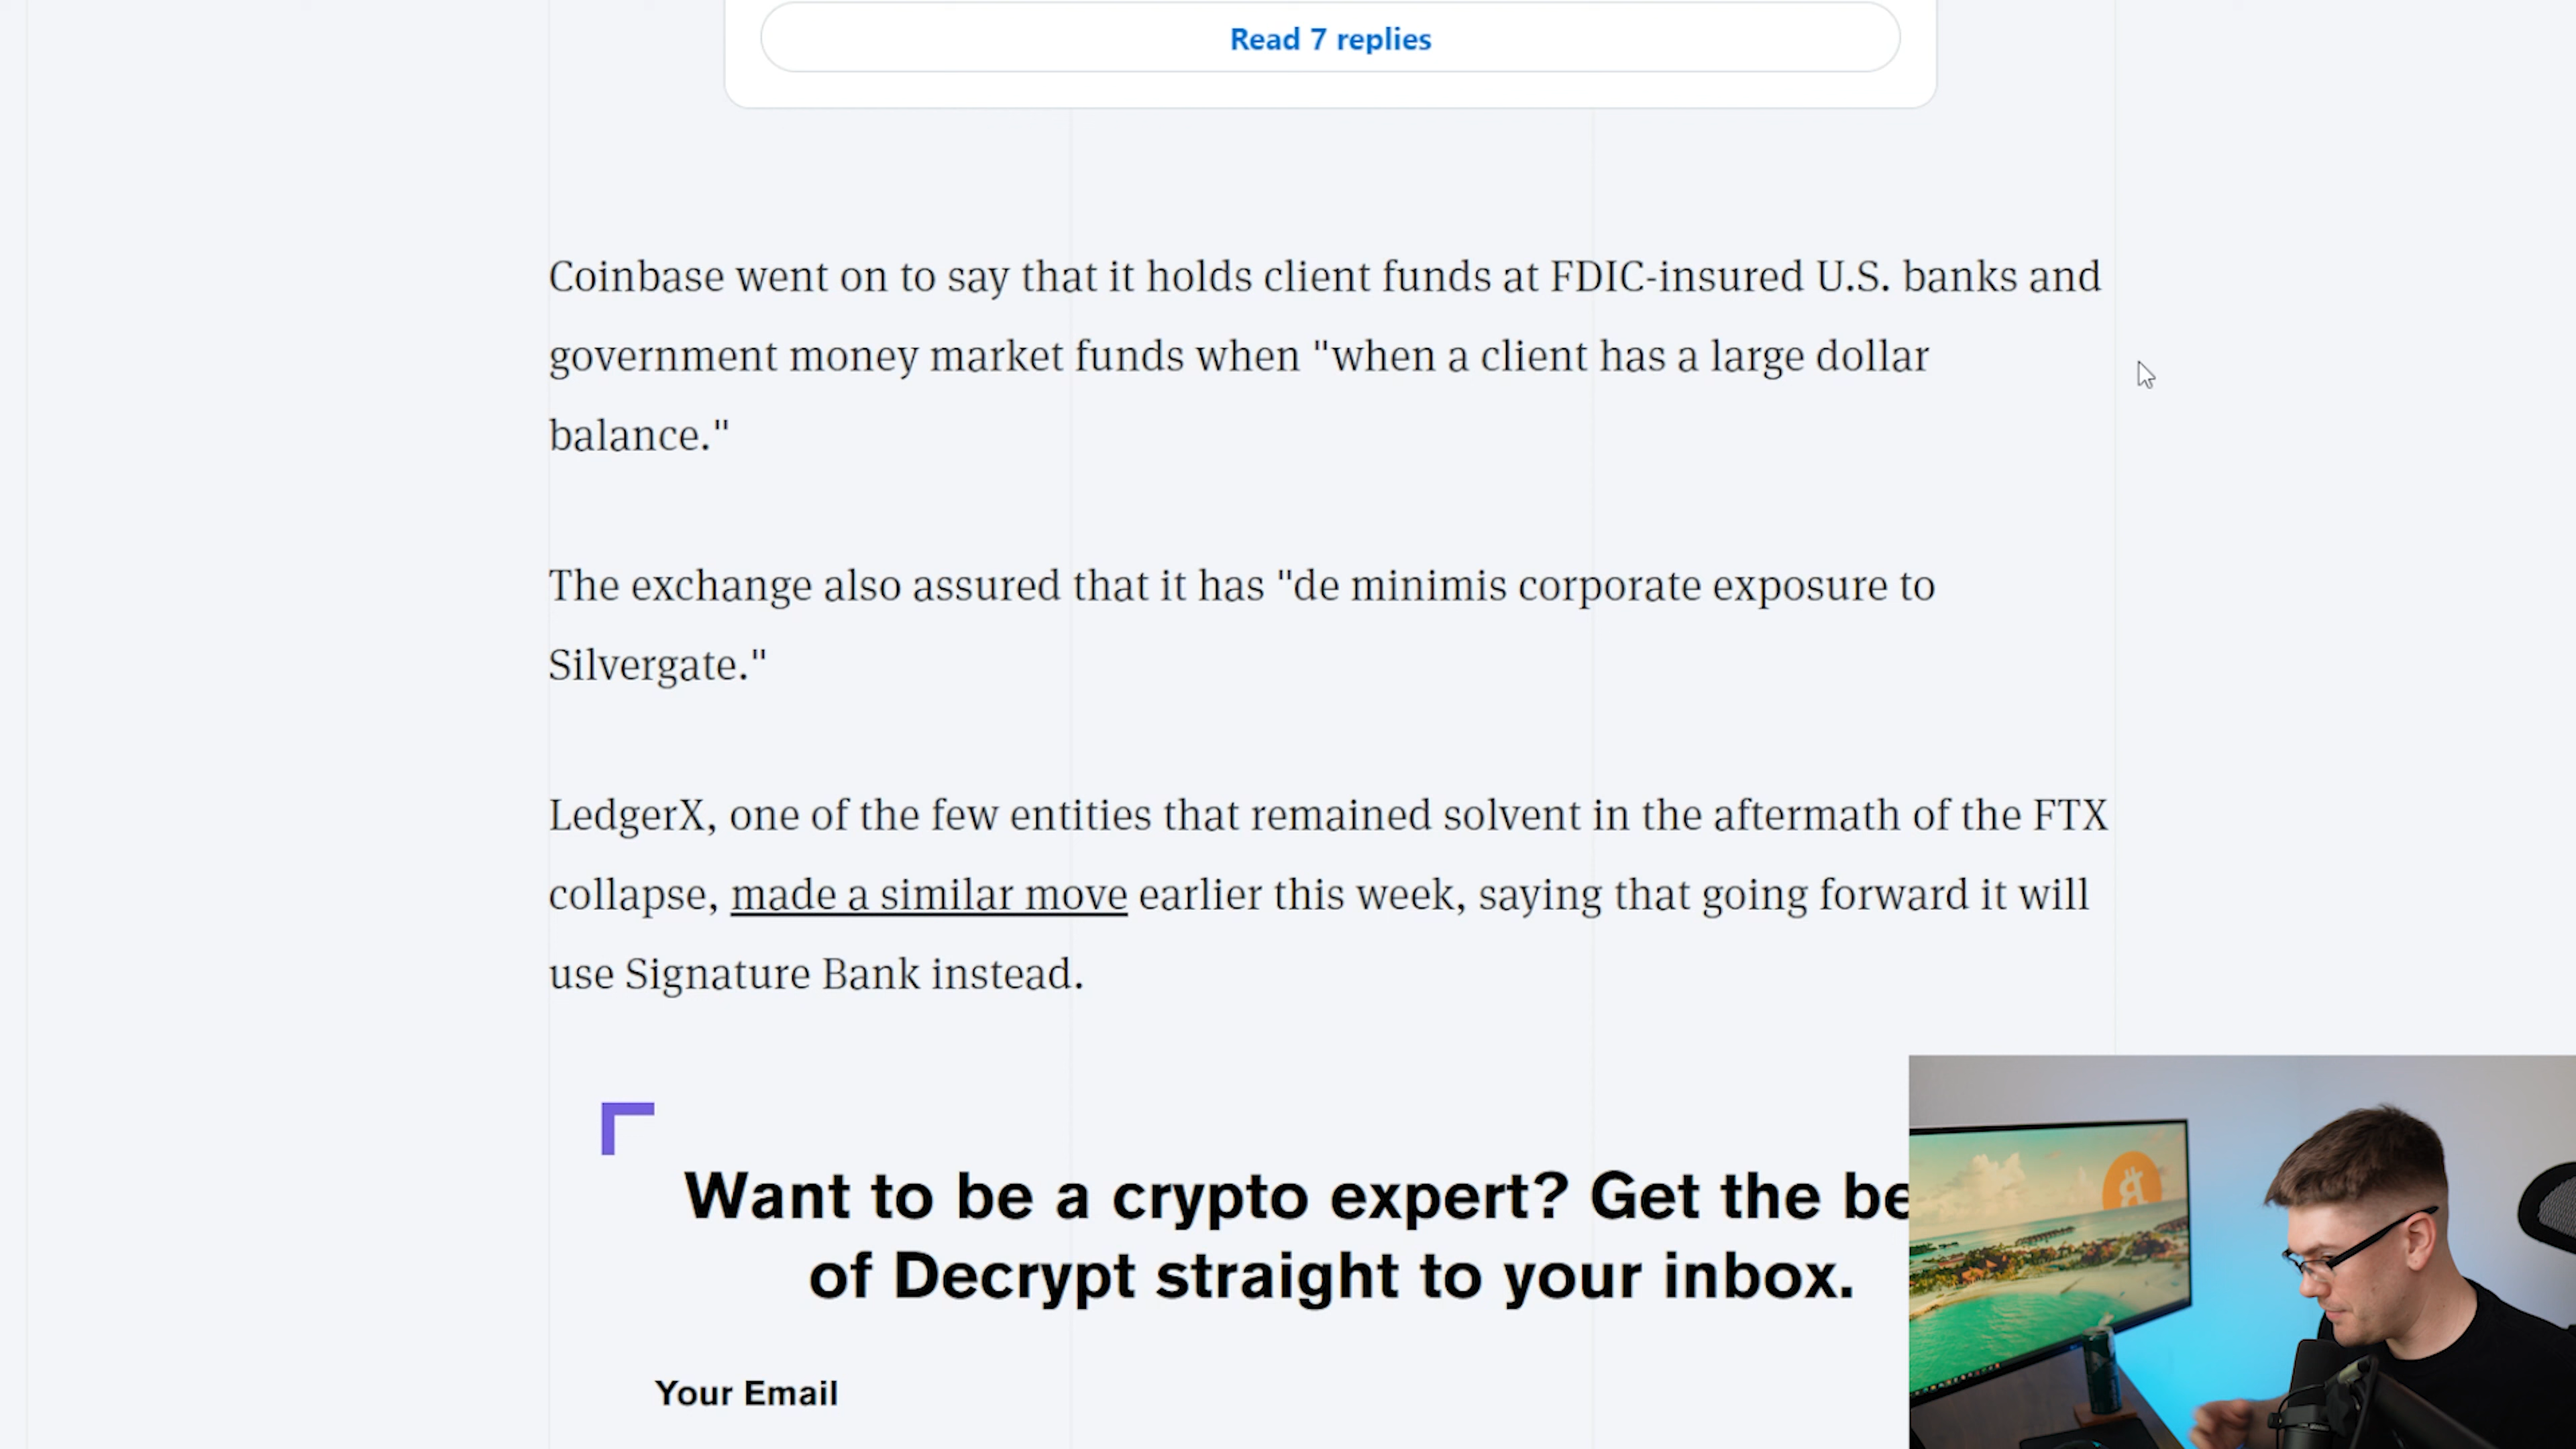 Read 7 replies
Coinbase went on to say that it holds client funds at FDIC-insured U.S. banks and
government money market funds when "when a client has a large dollar
balance."
The exchange also assured that it has "de minimis corporate exposure to
Silvergate."
LedgerX, one of the few entities that remained solvent in the aftermath of the FTX
collapse, made a similar move earlier this week, saying that going forward it will
use Signature Bank instead.
Want to be a crypto expert? Get the be
of Decrypt straight to your inbox.
Your Email